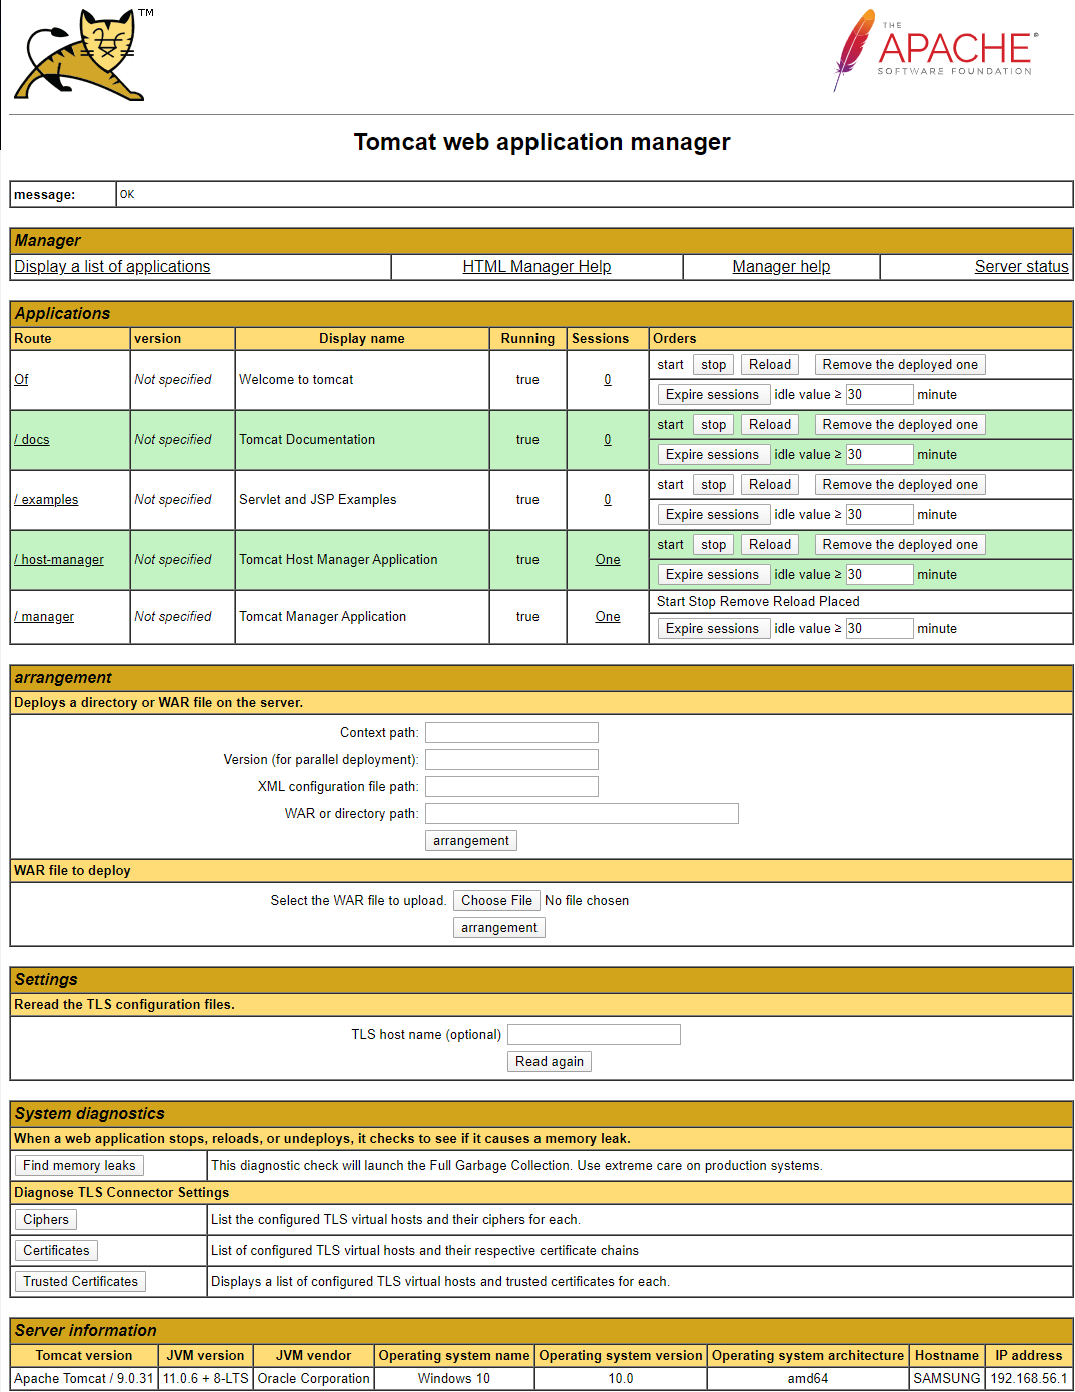 TM
THE
APACHE®
SOFTWARE FOUNDATION
Tomcat web application manager
message: OK
Manager
Display a list of applications HTML Manager Help Manager help Server status
Applications
Route version Display name Running Sessions Orders
Of Not specified Welcome to tomcat true 0 start stop Reload Remove the deployed one
Expire sessions idle value ≥ 30 minute
/ docs Not specified Tomcat Documentation true 0 start stop Reload Remove the deployed one
Expire sessions idle value ≥ 30 minute
/ examples Not specified Servlet and JSP Examples true 0 start stop Reload Remove the deployed one
Expire sessions idle value ≥ 30 minute
/ host-manager Not specified Tomcat Host Manager Application true One start stop Reload Remove the deployed one
Expire sessions idle value ≥ 30 minute
/ manager Not specified Tomcat Manager Application true One Start Stop Remove Reload Placed
Expire sessions idle value ≥ 30 minute
arrangement
Deploys a directory or WAR file on the server.
Context path:
Version (for parallel deployment):
XML configuration file path:
WAR or directory path:
arrangement
WAR file to deploy
Select the WAR file to upload. Choose File No file chosen
arrangement
Settings
Reread the TLS configuration files.
TLS host name (optional)
Read again
System diagnostics
When a web application stops, reloads, or undeploys, it checks to see if it causes a memory leak.
Find memory leaks This diagnostic check will launch the Full Garbage Collection. Use extreme care on production systems.
Diagnose TLS Connector Settings
Ciphers List the configured TLS virtual hosts and their ciphers for each.
Certificates List of configured TLS virtual hosts and their respective certificate chains
Trusted Certificates Displays a list of configured TLS virtual hosts and trusted certificates for each.
Server information
Tomcat version JVM version JVM vendor Operating system name Operating system version Operating system architecture Hostname IP address
Apache Tomcat / 9.0.31 11.0.6 + 8-LTS Oracle Corporation Windows 10 10.0 amd64 SAMSUNG 192.168.56.1